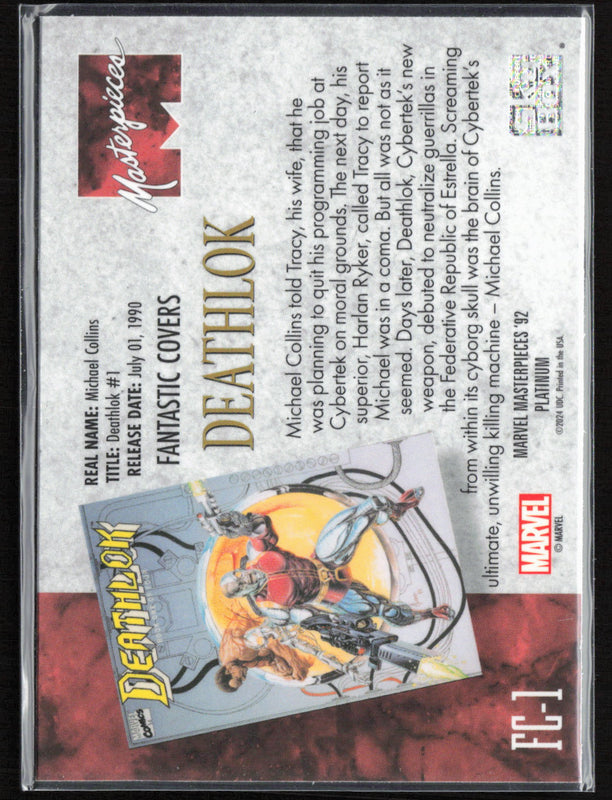 Masterpieces
REAL NAME: Michael Collins
TITLE: Deathlok #1
RELEASE DATE: July 01, 1990
FANTASTIC COVERS
DEATHLOK
Michael Collins told Tracy, his wife, that he
was planning to quit his programming job at
Cybertek on moral grounds. The next day, his
superior, Harlan Ryker, called Tracy to report
Michael was in a coma. But all was not as it
seemed. Days later, Deathlok, Cybertek's new
weapon, debuted to neutralize guerrillas in
the Federative Republic of Estrella. Screaming
from within its cyborg skull was the brain of Cybertek's
ultimate, unwilling killing machine – Michael Collins.
MARVEL MASTERPIECES '92
PLATINUM
©2024 UDC. Printed in the USA.
MARVEL
© MARVEL
DEATHLOK
MARVEL
COMICS
FC-1